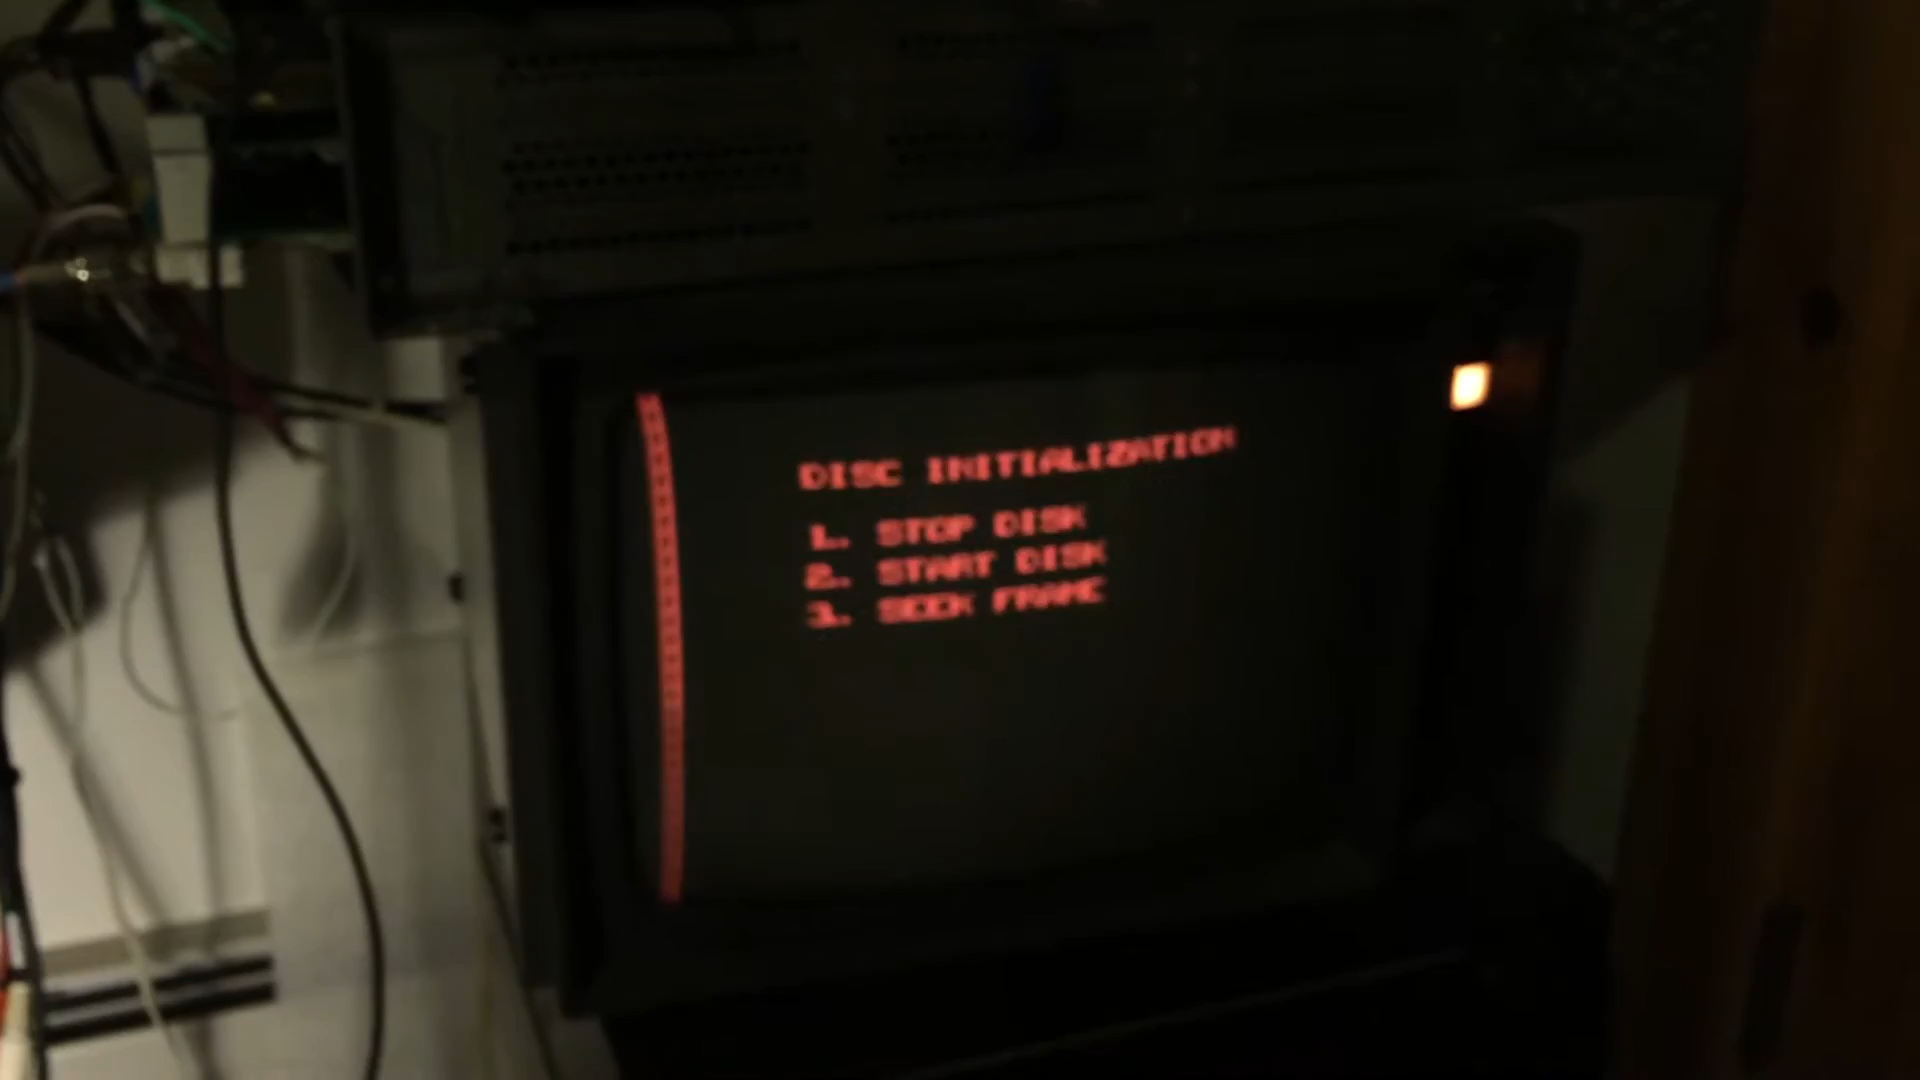 DISC INITIALIZATION
1. STOP DISK
2. START DISK
3. SEEK FRAME